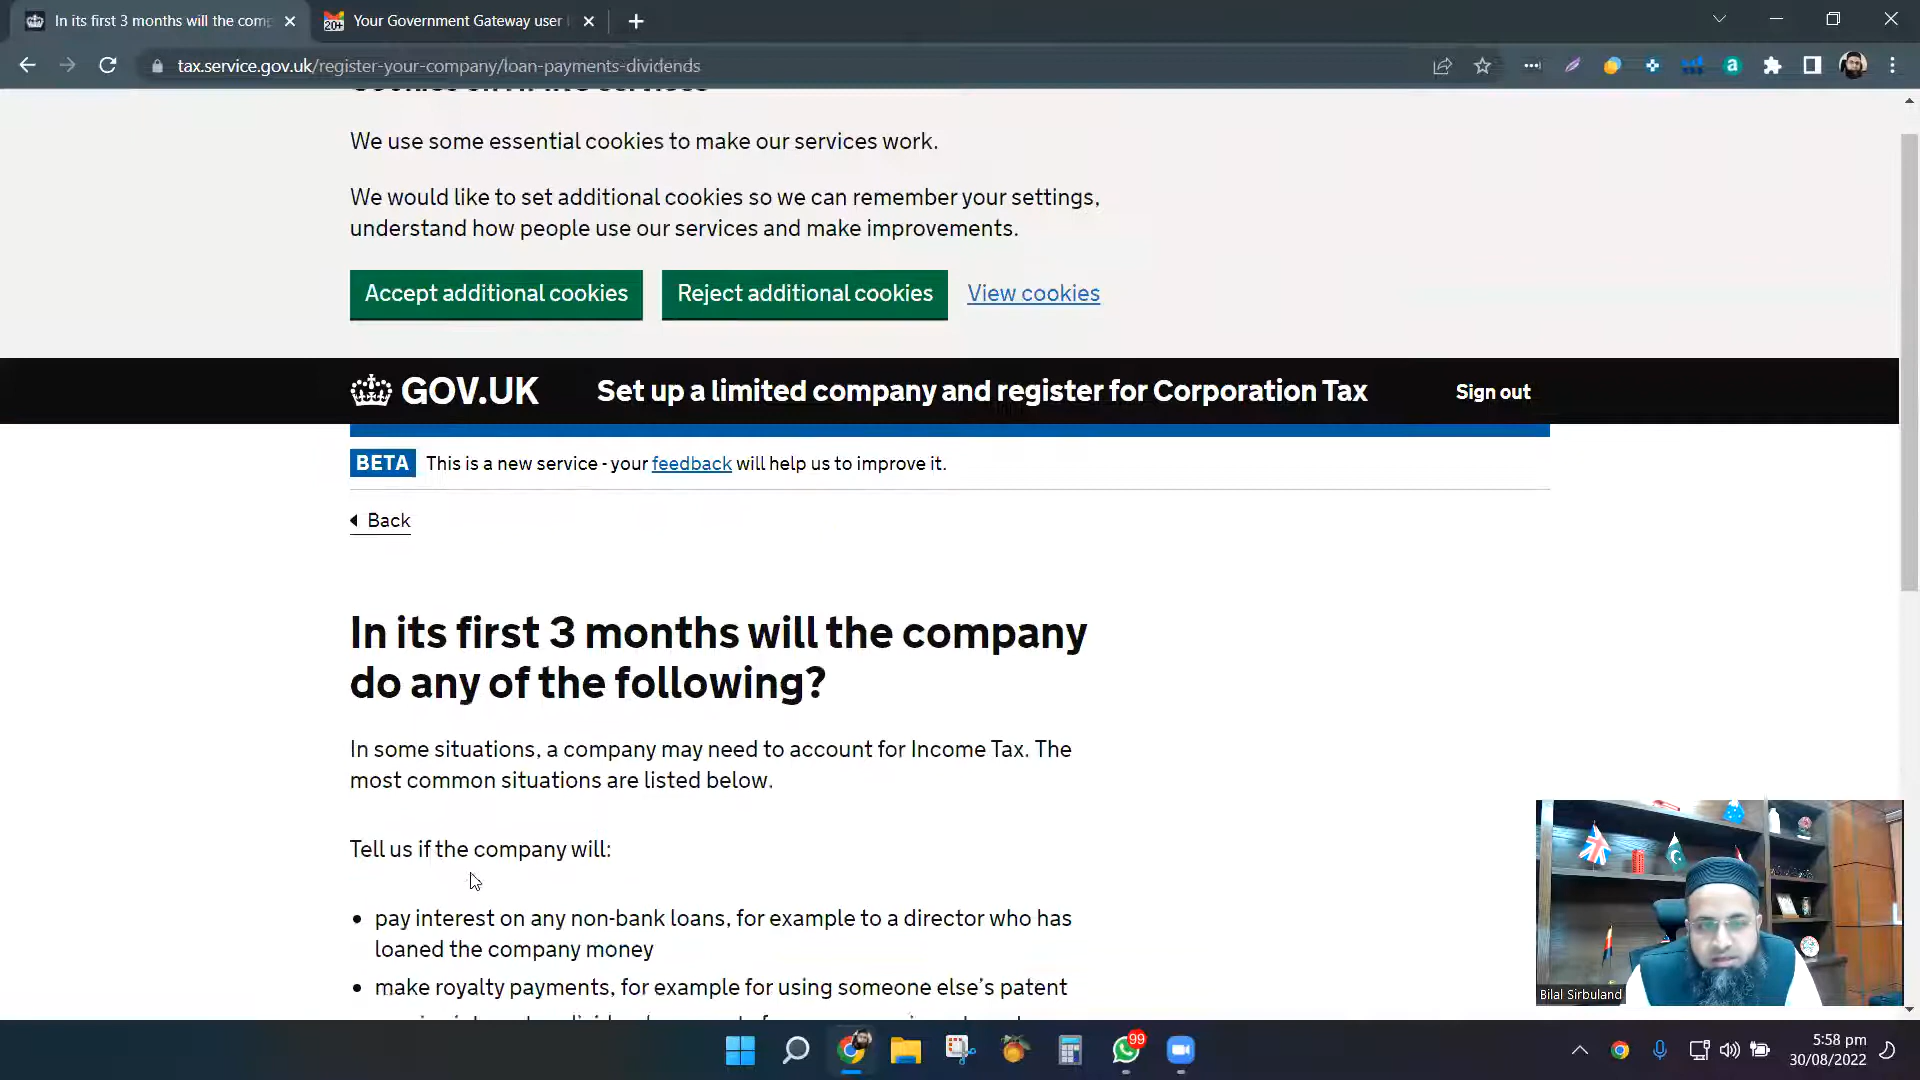 In its first 3 months will the com
Your Government Gateway user
tax.service.gov.uk/register-your-company/loan-payments-dividends
We use some essential cookies to make our services work.
We would like to set additional cookies so we can remember your settings,
understand how people use our services and make improvements.
Accept additional cookies
Reject additional cookies
View cookies
GOV.UK
Set up a limited company and register for Corporation Tax
Sign out
BETA
This is a new service - your feedback will help us to improve it.
Back
In its first 3 months will the company
do any of the following?
In some situations, a company may need to account for Income Tax. The
most common situations are listed below.
Tell us if the company will:
• pay interest on any non-bank loans, for example to a director who has
loaned the company money
• make royalty payments, for example for using someone else's patent
Bilal Sirbuland
99
5:58 pm
30/08/2022